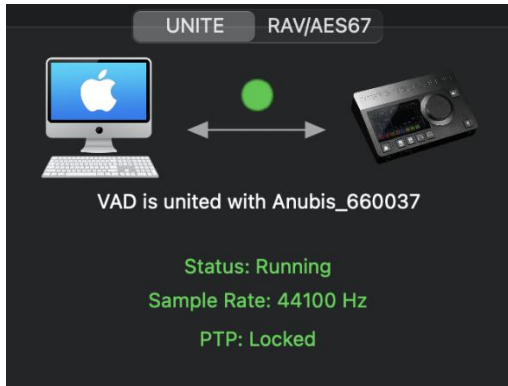 UNITE RAV/AES67
VAD is united with Anubis_660037
Status: Running
Sample Rate: 44100 Hz
PTP: Locked